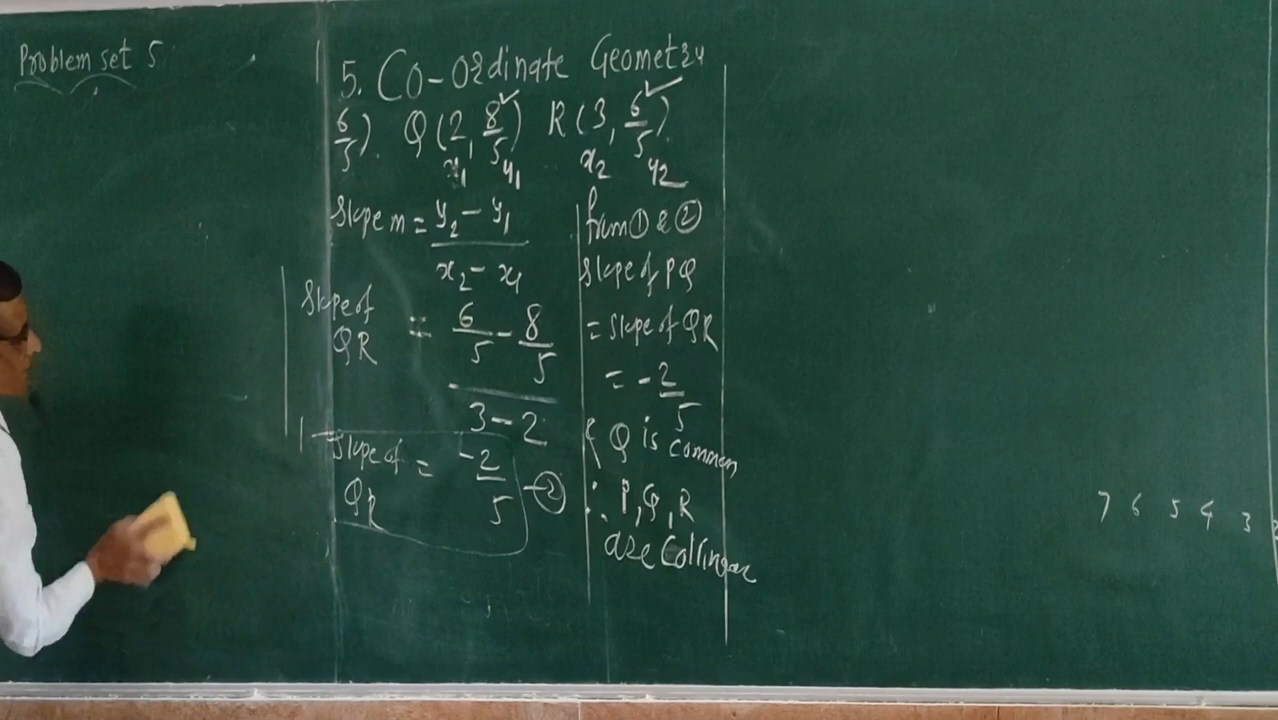 Problem set 5
5. Co-ordinate Geometry
6/5). Q(2, 8/5) R(3, 6/5).
x1 y1 x2 y2
Slope m = y2 - y1 / x2 - x1
Slope of QR = 6/5 - 8/5 / 3 - 2
Slope of QR = -2/5 - ②
from ① & ②
Slope of PQ
= Slope of QR
= -2/5
& Q is common
∴ P, Q, R
are Collinear
7 6 5 4 3